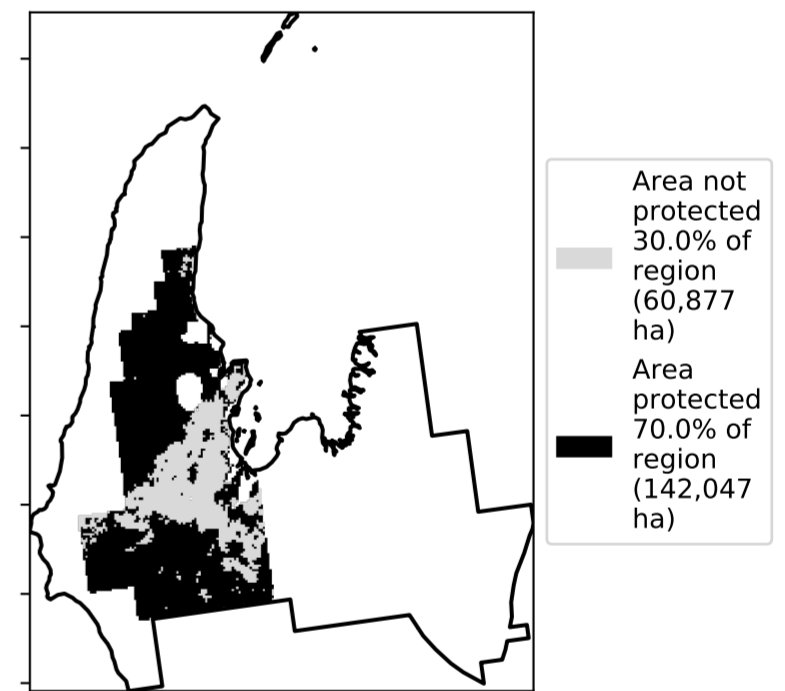 Area not
protected
30.0% of
region
(60,877
ha)
Area
protected
70.0% of
region
(142,047
ha)